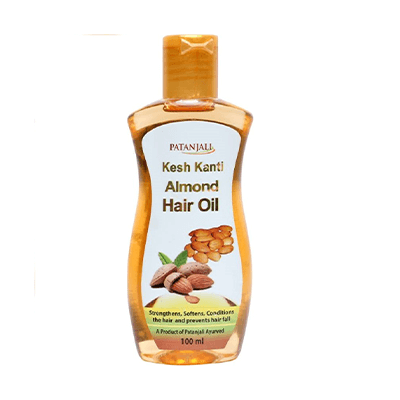 PATANJALI
Kesh Kanti
Almond
Hair Oil
Strengthens, Softens, Conditions
the hair and prevents hair fall
A Product of Patanjali Ayurved
100 ml